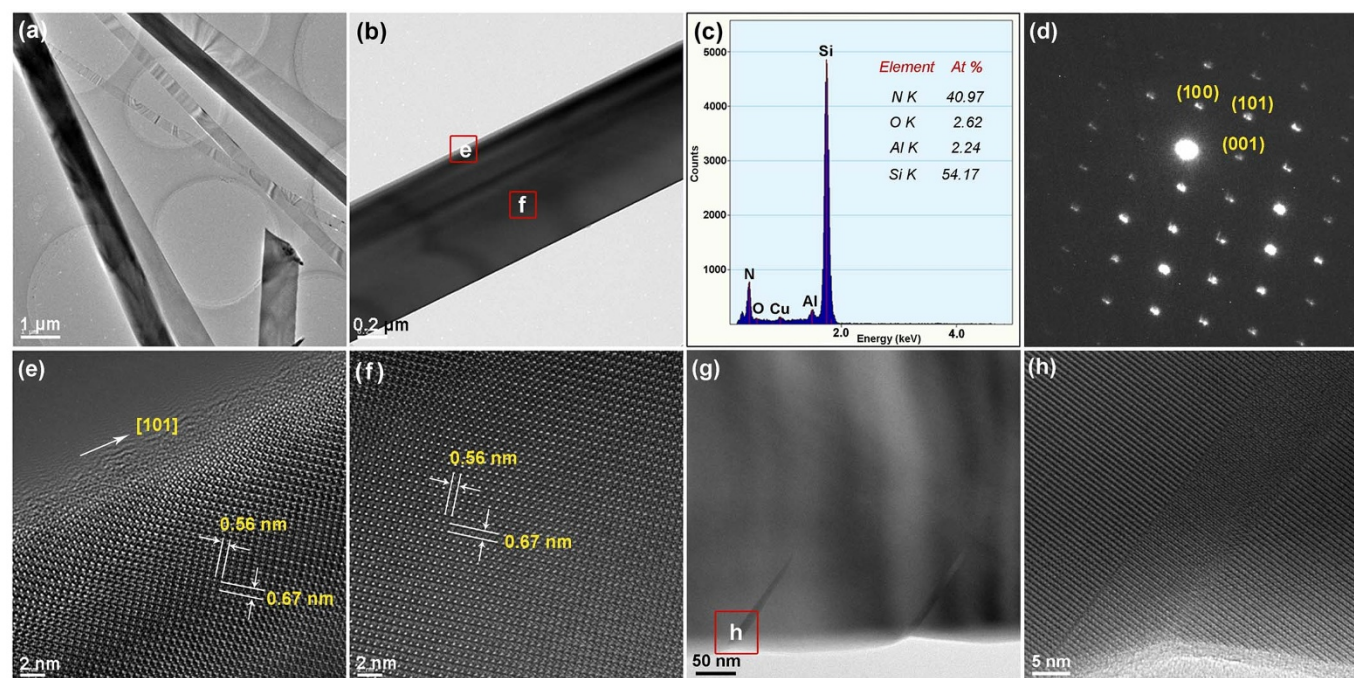 (a)
1 µm
(b)
e
f
0.2 µm
(c)
5000
4000
3000
2000
1000
Counts
Si
Element At %
N K 40.97
O K 2.62
Al K 2.24
Si K 54.17
N
O
Cu
Al
2.0
4.0
Energy (keV)
(d)
(100)
(101)
(001)
(e)
[101]
0.56 nm
0.67 nm
2 nm
(f)
0.56 nm
0.67 nm
2 nm
(g)
h
50 nm
(h)
5 nm